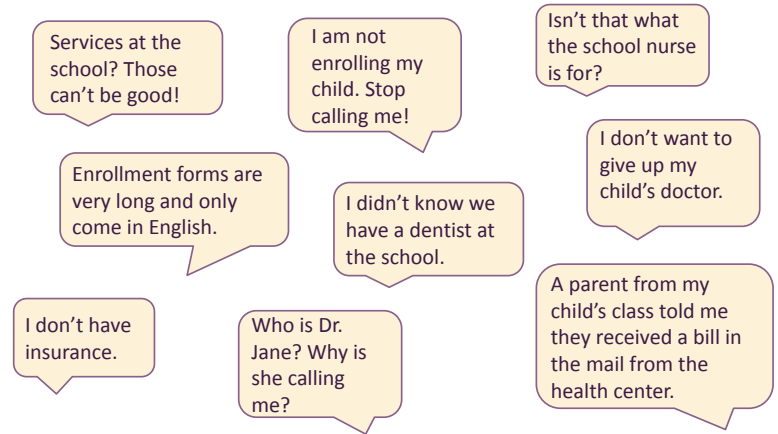 Services at the
school? Those
can't be good!
I am not
enrolling my
child. Stop
calling me!
Isn't that what
the school nurse
is for?
Enrollment forms are
very long and only
come in English.
I didn't know we
have a dentist at
the school.
I don't want to
give up my
child's doctor.
I don't have
insurance.
Who is Dr.
Jane? Why is
she calling
me?
A parent from my
child's class told me
they received a bill in
the mail from the
health center.